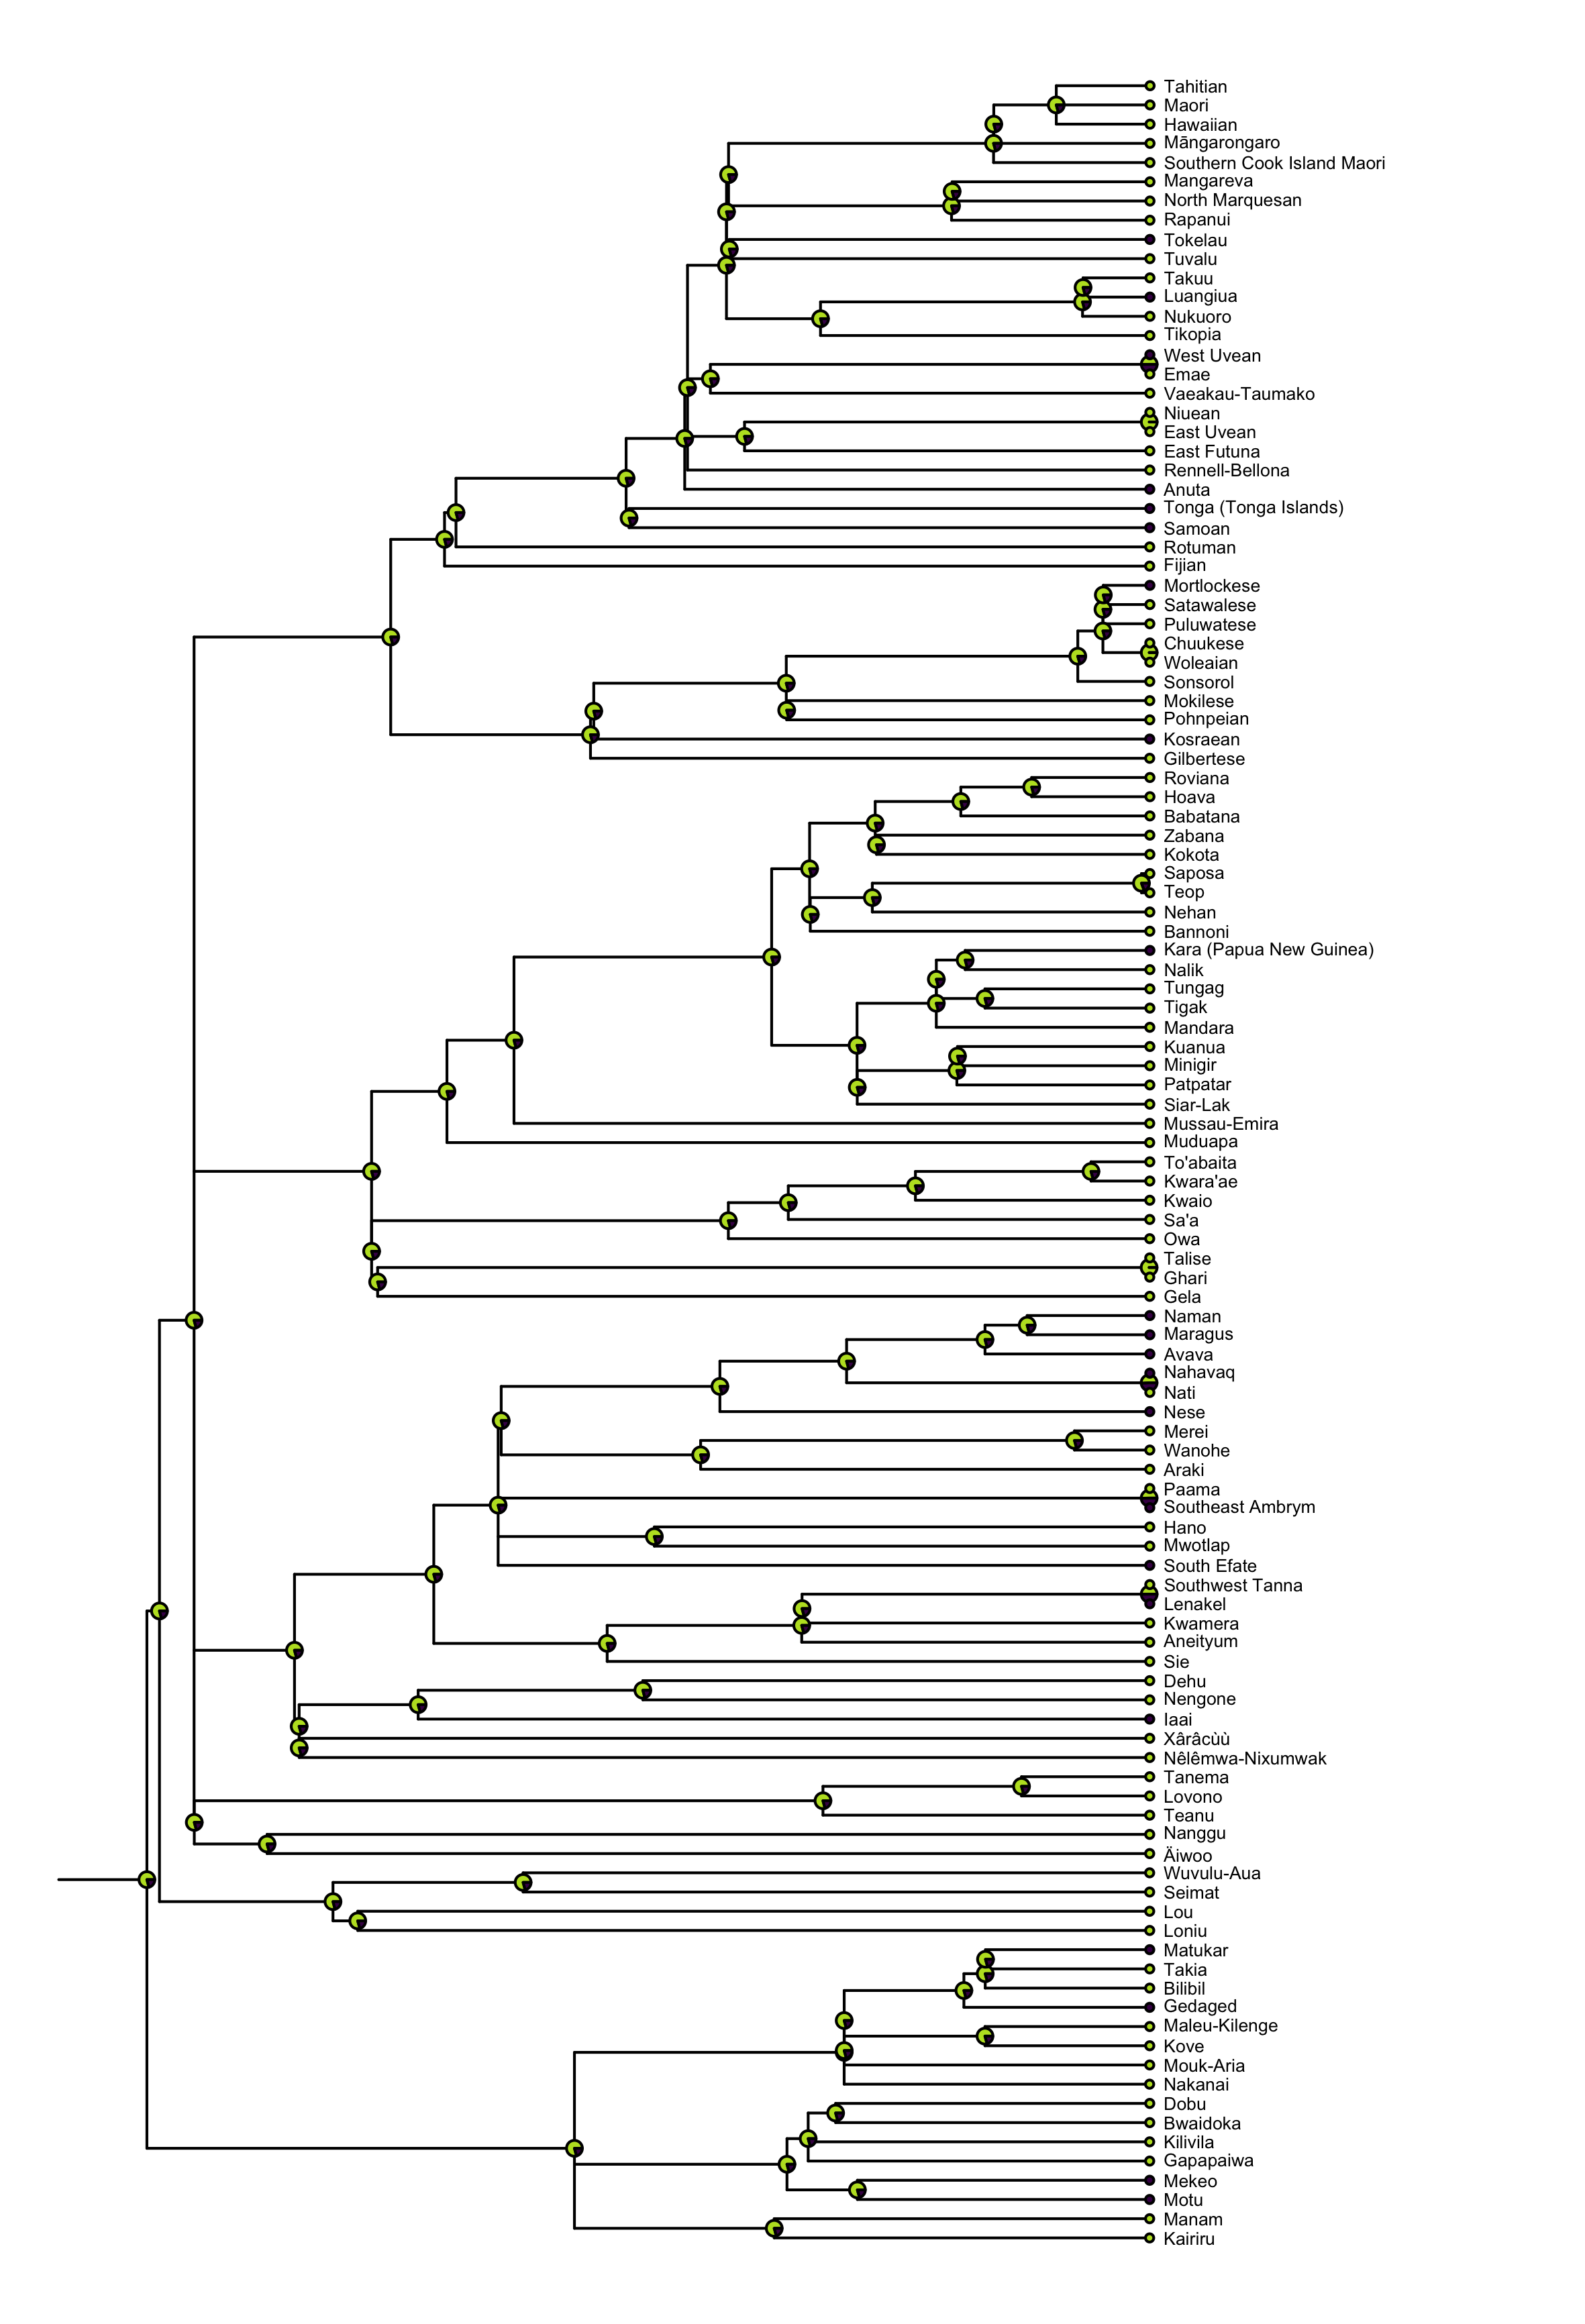 Tahitian
Maori
Hawaiian
Māngarongaro
Southern Cook Island Maori
Mangareva
North Marquesan
Rapanui
Tokelau
Tuvalu
Takuu
Luangiua
Nukuoro
Tikopia
West Uvean
Emae
Vaeakau-Taumako
Niuean
East Uvean
East Futuna
Rennell-Bellona
Anuta
Tonga (Tonga Islands)
Samoan
Rotuman
Fijian
Mortlockese
Satawalese
Puluwatese
Chuukese
Woleaian
Sonsorol
Mokilese
Pohnpeian
Kosraean
Gilbertese
Roviana
Hoava
Babatana
Zabana
Kokota
Saposa
Teop
Nehan
Bannoni
Kara (Papua New Guinea)
Nalik
Tungag
Tigak
Mandara
Kuanua
Minigir
Patpatar
Siar-Lak
Mussau-Emira
Muduapa
To'abaita
Kwara'ae
Kwaio
Sa'a
Owa
Talise
Ghari
Gela
Naman
Maragus
Avava
Nahavaq
Nati
Nese
Merei
Wanohe
Araki
Paama
Southeast Ambrym
Hano
Mwotlap
South Efate
Southwest Tanna
Lenakel
Kwamera
Aneityum
Sie
Dehu
Nengone
Iaai
Xârâcùù
Nêlêmwa-Nixumwak
Tanema
Lovono
Teanu
Nanggu
Äiwoo
Wuvulu-Aua
Seimat
Lou
Loniu
Matukar
Takia
Bilibil
Gedaged
Maleu-Kilenge
Kove
Mouk-Aria
Nakanai
Dobu
Bwaidoka
Kilivila
Gapapaiwa
Mekeo
Motu
Manam
Kairiru